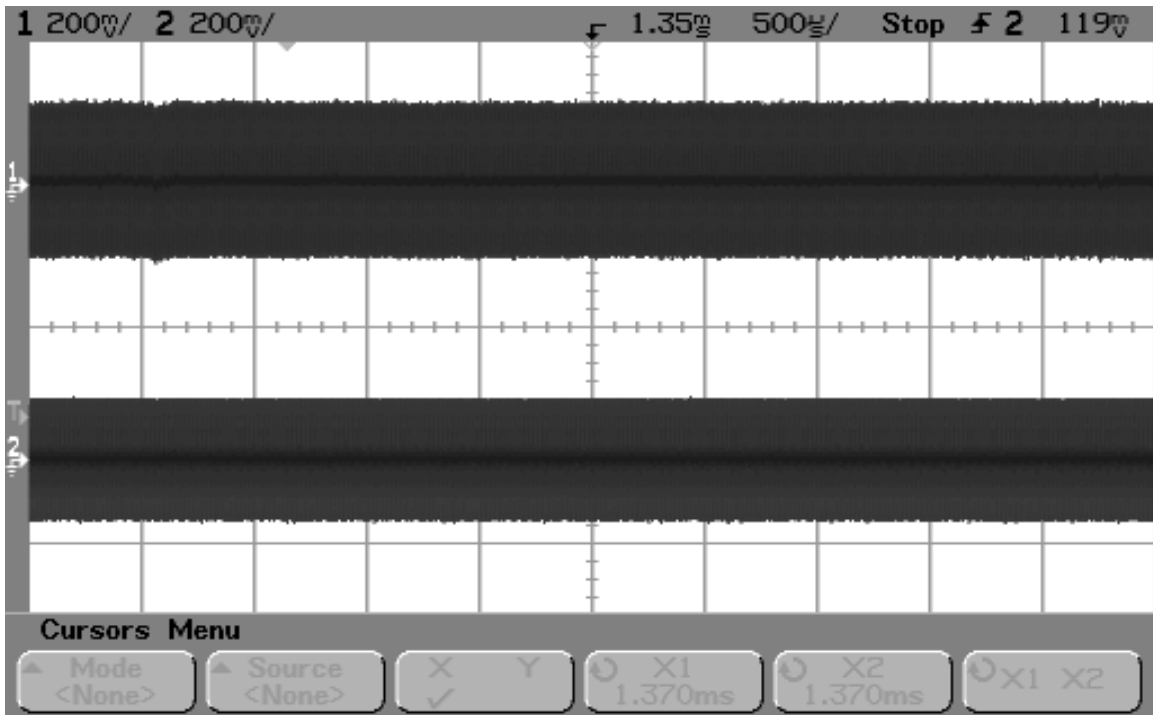 1 200mV/ 2 200mV/ 1.35ms 500µs/ Stop 2 119mV
1
T
2
Cursors Menu
Mode Source X Y X1 X2 X1 X2
<None> <None> ✓ 1.370ms 1.370ms